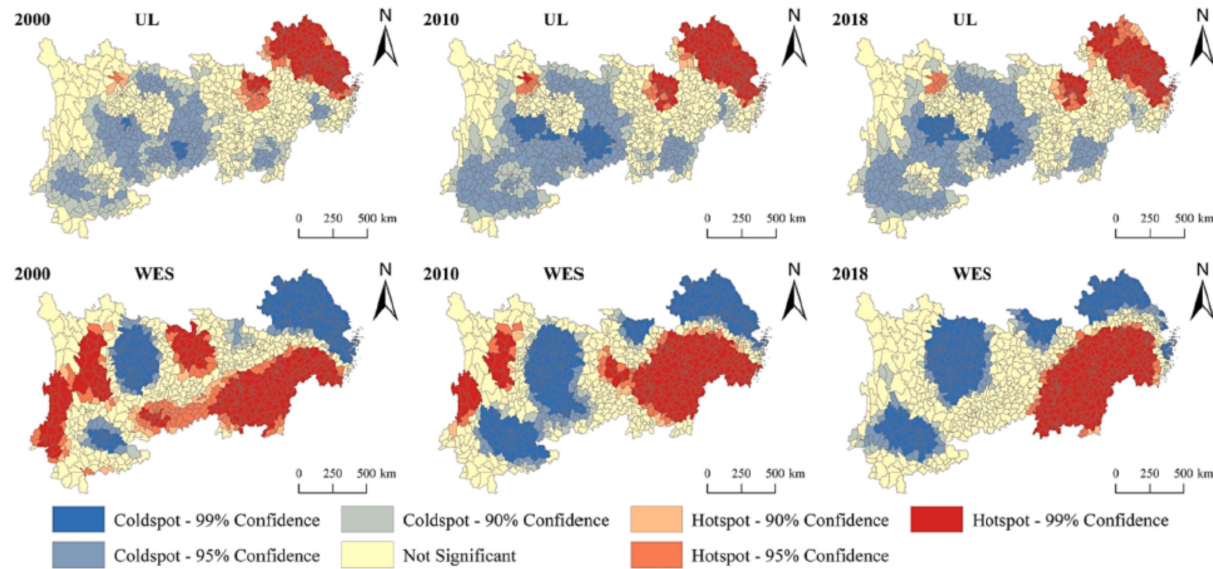 2000 UL N
0 250 500 km
2010 UL N
0 250 500 km
2018 UL N
0 250 500 km
2000 WES N
0 250 500 km
2010 WES N
0 250 500 km
2018 WES N
0 250 500 km
Coldspot - 99% Confidence
Coldspot - 90% Confidence
Hotspot - 90% Confidence
Hotspot - 99% Confidence
Coldspot - 95% Confidence
Not Significant
Hotspot - 95% Confidence